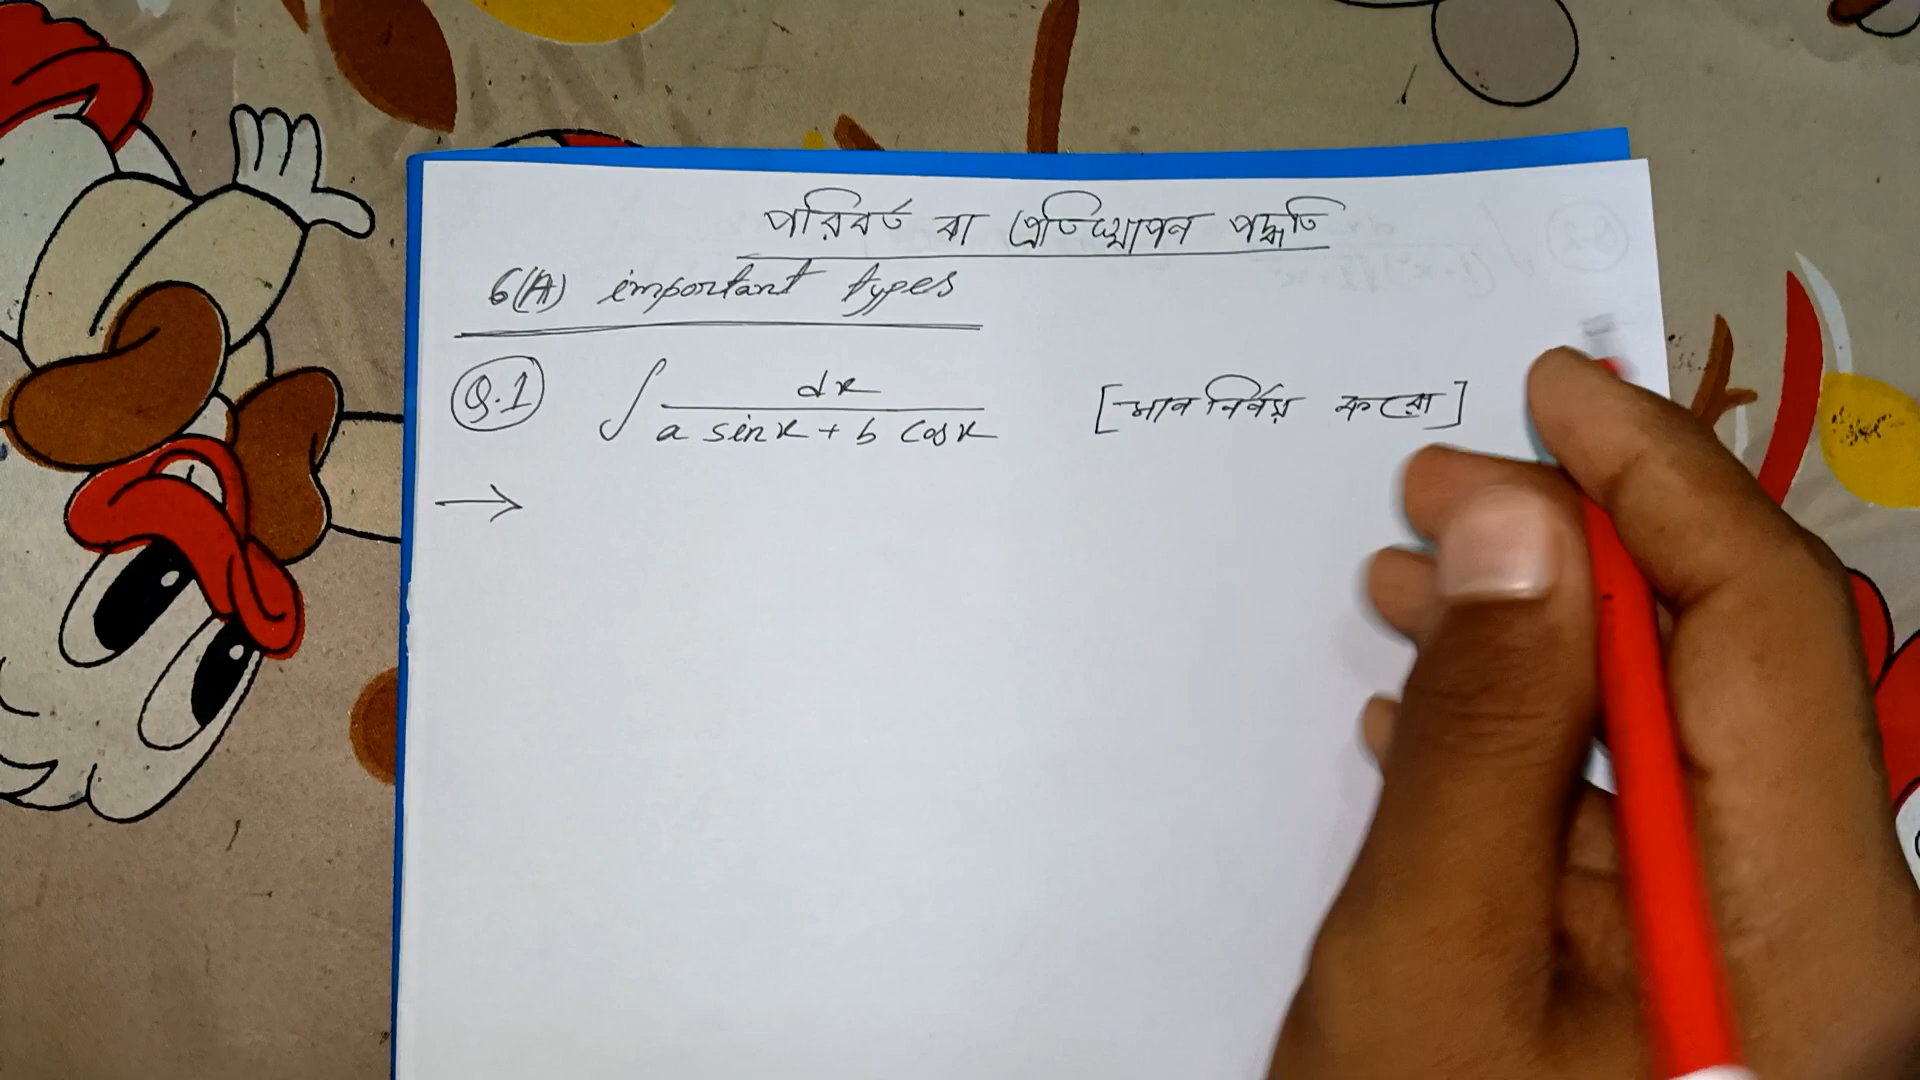 পরিবর্ত বা প্রতিস্থাপন পদ্ধতি
6(A) important types
Q.1 ∫ dx / (a sinx + b cosx) [মান নির্ণয় করো]
→